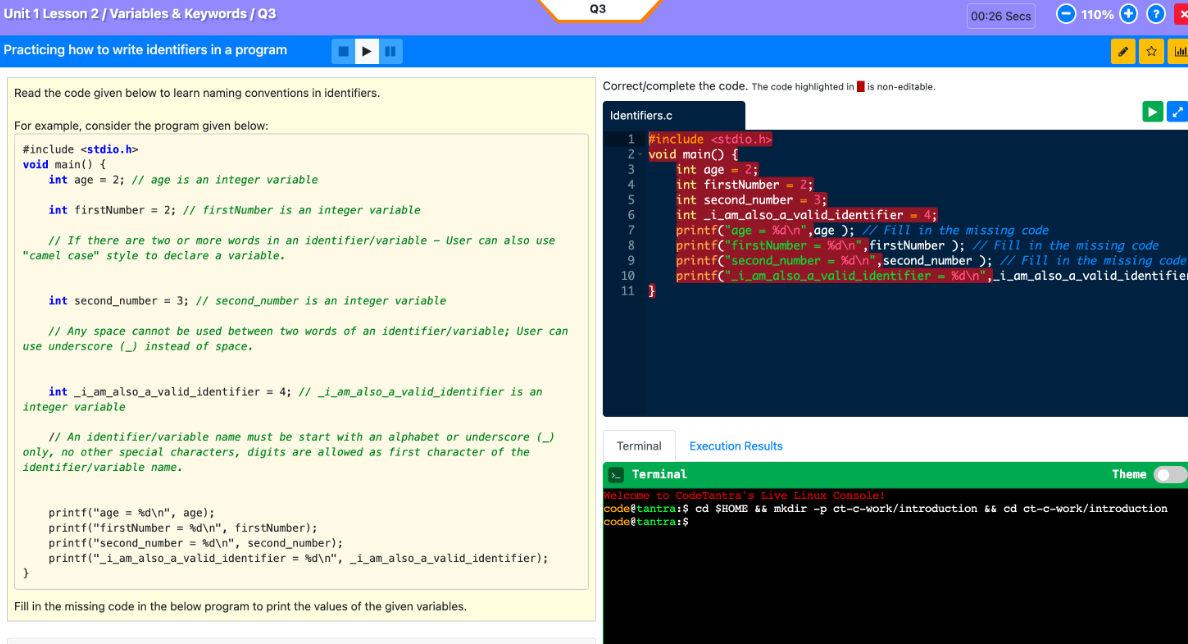 Unit 1 Lesson 2 / Variables & Keywords / Q3
Q3
00:26 Secs
110%
?
Practicing how to write identifiers in a program
Read the code given below to learn naming conventions in identifiers.
For example, consider the program given below:
#include <stdio.h>
void main() {
    int age = 2; // age is an integer variable
    int firstNumber = 2; // firstNumber is an integer variable
    // If there are two or more words in an identifier/variable - User can also use
"camel case" style to declare a variable.
    int second_number = 3; // second_number is an integer variable
    // Any space cannot be used between two words of an identifier/variable; User can
use underscore (_) instead of space.
    int _i_am_also_a_valid_identifier = 4; // _i_am_also_a_valid_identifier is an
integer variable
    // An identifier/variable name must be start with an alphabet or underscore (_)
only, no other special characters, digits are allowed as first character of the
identifier/variable name.
    printf("age = %d\n", age);
    printf("firstNumber = %d\n", firstNumber);
    printf("second_number = %d\n", second_number);
    printf("_i_am_also_a_valid_identifier = %d\n", _i_am_also_a_valid_identifier);
}
Fill in the missing code in the below program to print the values of the given variables.
Correct/complete the code. The code highlighted in is non-editable.
Identifiers.c
1 #include <stdio.h>
2 void main() {
3     int age = 2;
4     int firstNumber = 2;
5     int second_number = 3;
6     int _i_am_also_a_valid_identifier = 4;
7     printf("age = %d\n",age ); // Fill in the missing code
8     printf("firstNumber = %d\n",firstNumber ); // Fill in the missing code
9     printf("second_number = %d\n",second_number ); // Fill in the missing code
10     printf("_i_am_also_a_valid_identifier = %d\n",_i_am_also_a_valid_identifier
11 }
Terminal
Execution Results
Terminal
Theme
Welcome to CodeTantra's Live Linux Console!
code@tantra:$ cd $HOME && mkdir -p ct-c-work/introduction && cd ct-c-work/introduction
code@tantra:$